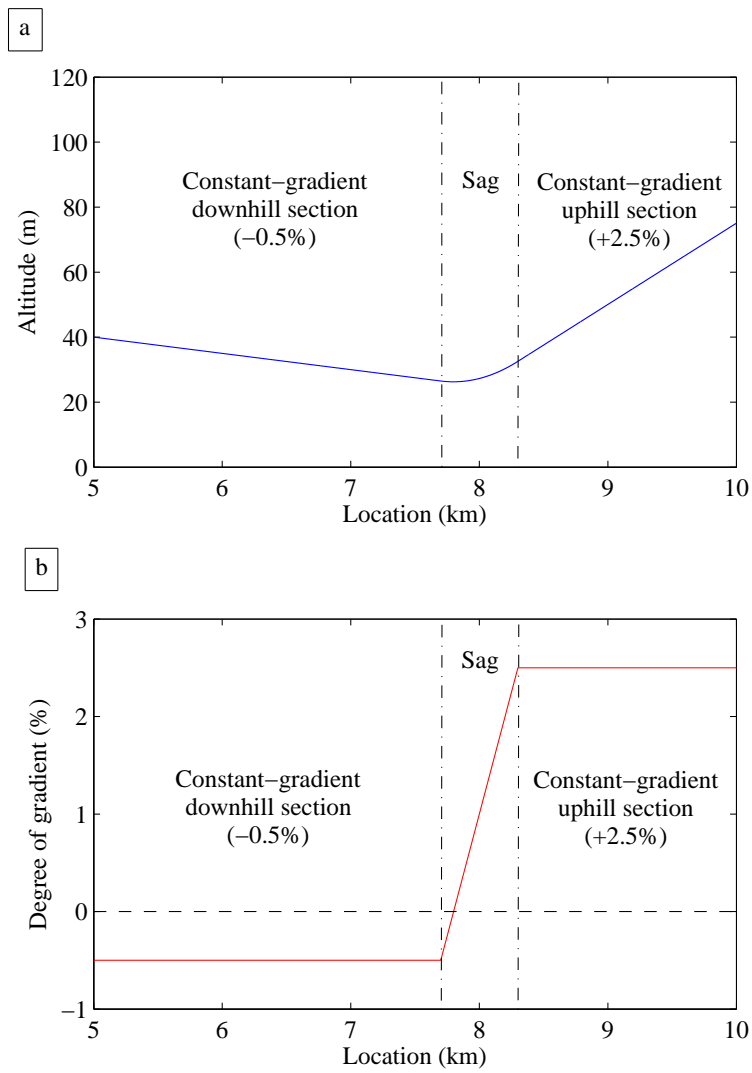 a
120
100
80
60
40
20
0
Altitude (m)
Constant−gradient
downhill section
(−0.5%)
Sag
Constant−gradient
uphill section
(+2.5%)
5 6 7 8 9 10
Location (km)
b
3
2
1
0
−1
Degree of gradient (%)
Sag
Constant−gradient
downhill section
(−0.5%)
Constant−gradient
uphill section
(+2.5%)
5 6 7 8 9 10
Location (km)